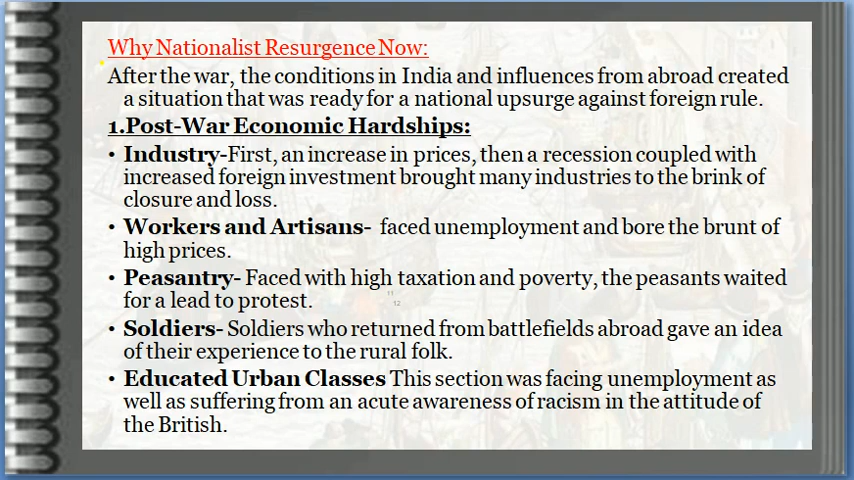 Why Nationalist Resurgence Now:
After the war, the conditions in India and influences from abroad created
a situation that was ready for a national upsurge against foreign rule.
1.Post-War Economic Hardships:
• Industry-First, an increase in prices, then a recession coupled with
increased foreign investment brought many industries to the brink of
closure and loss.
• Workers and Artisans- faced unemployment and bore the brunt of
high prices.
• Peasantry- Faced with high taxation and poverty, the peasants waited
for a lead to protest.
11
12
• Soldiers- Soldiers who returned from battlefields abroad gave an idea
of their experience to the rural folk.
• Educated Urban Classes This section was facing unemployment as
well as suffering from an acute awareness of racism in the attitude of
the British.